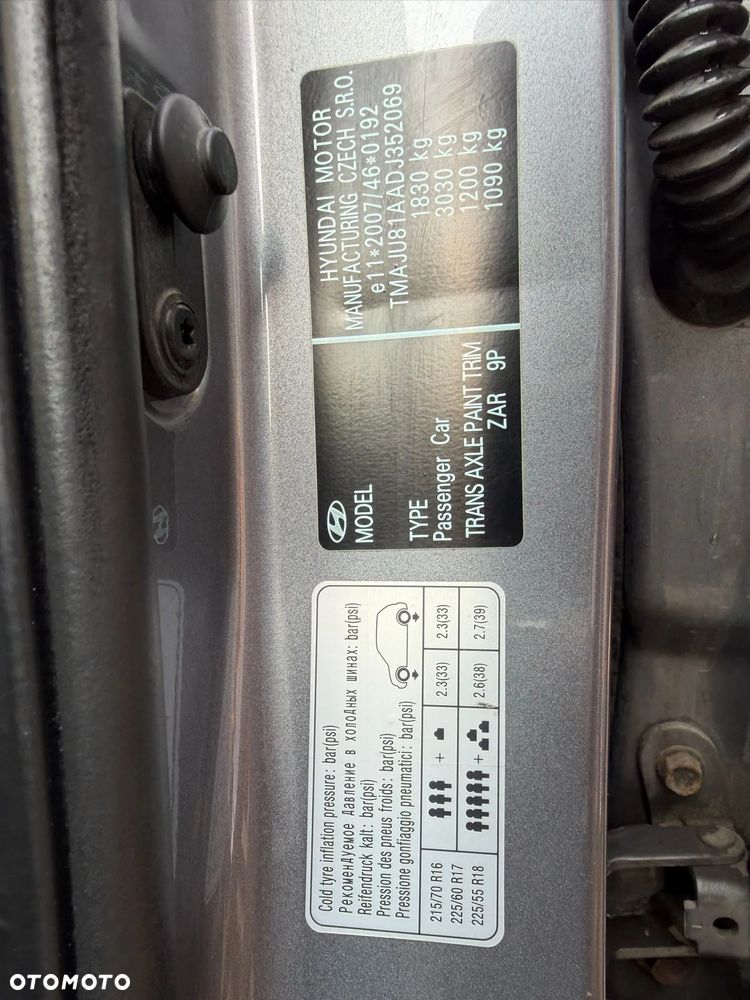 HYUNDAI MOTOR
MANUFACTURING CZECH S.R.O.
e11*2007/46*0192
TMAJU81AADJ352069
1830 kg
3030 kg
1200 kg
1090 kg
MODEL
TYPE
Passenger Car
TRANS AXLE PAINT TRIM
ZAR 9P
Cold tyre inflation pressure: bar(psi)
Рекомендуемое давление в холодных шинах: bar(psi)
Reifendruck kalt: bar(psi)
Pression des pneus froids: bar(psi)
Pressione gonfiaggio pneumatici: bar(psi)
215/70 R16
225/60 R17
225/55 R18
+ 2.3(33) 2.3(33)
+ 2.6(38) 2.7(39)
OTOMOTO